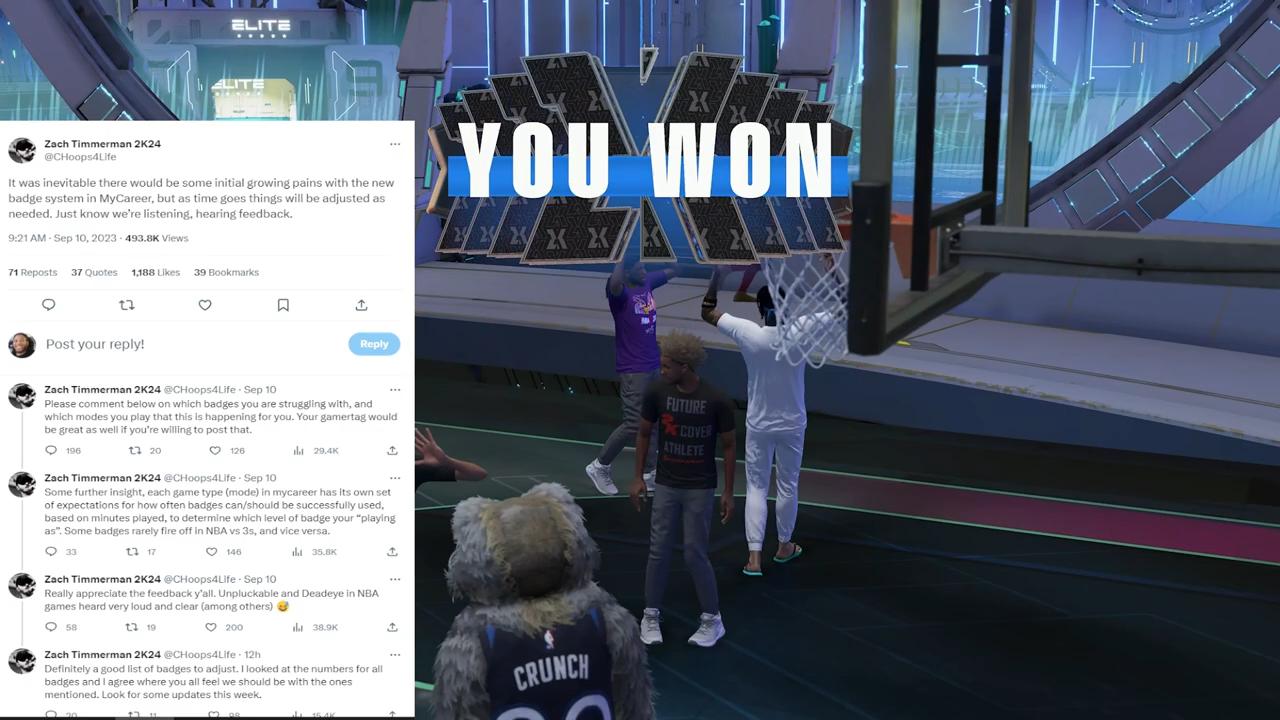 ELITE
ELITE
YOU WON
Zach Timmerman 2K24
@CHoops4Life
It was inevitable there would be some initial growing pains with the new
badge system in MyCareer, but as time goes things will be adjusted as
needed. Just know we're listening, hearing feedback.
9:21 AM · Sep 10, 2023 · 493.8K Views
71 Reposts 37 Quotes 1,188 Likes 39 Bookmarks
Post your reply!
Reply
Zach Timmerman 2K24 @CHoops4Life · Sep 10
Please comment below on which badges you are struggling with, and
which modes you play that this is happening for you. Your gamertag would
be great as well if you're willing to post that.
196 20 126 29.4K
Zach Timmerman 2K24 @CHoops4Life · Sep 10
Some further insight, each game type (mode) in mycareer has its own set
of expectations for how often badges can/should be successfully used,
based on minutes played, to determine which level of badge your "playing
as". Some badges rarely fire off in NBA vs 3s, and vice versa.
33 17 146 35.8K
Zach Timmerman 2K24 @CHoops4Life · Sep 10
Really appreciate the feedback y'all. Unpluckable and Deadeye in NBA
games heard very loud and clear (among others) 😅
58 19 200 38.9K
Zach Timmerman 2K24 @CHoops4Life · 12h
Definitely a good list of badges to adjust. I looked at the numbers for all
badges and I agree where you all feel we should be with the ones
mentioned. Look for some updates this week.
20 11 98 15.4K
FUTURE
2K COVER
ATHLETE
CRUNCH